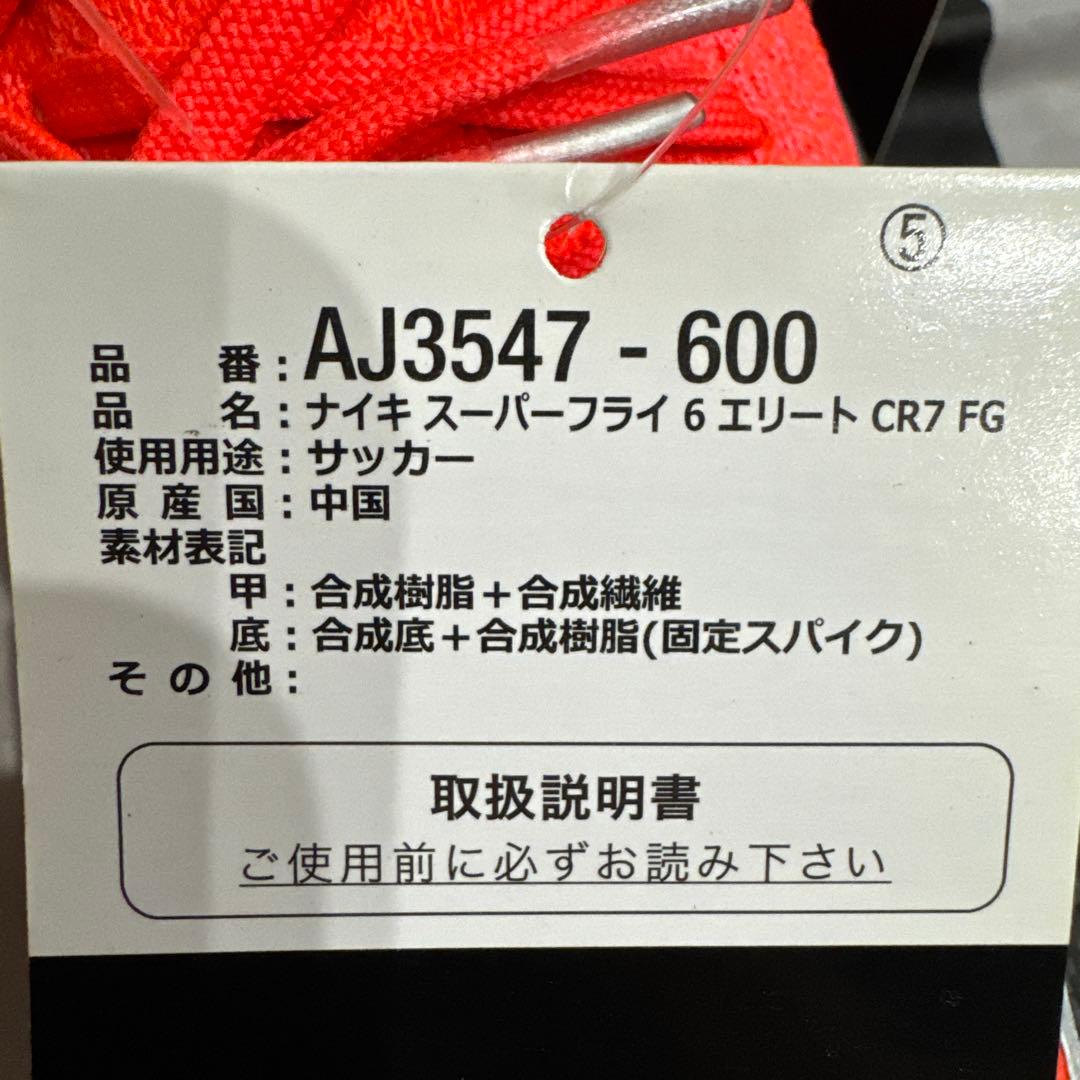 ⑤
品番：AJ3547 - 600
品名：ナイキ スーパーフライ 6 エリート CR7 FG
使用用途：サッカー
原産国：中国
素材表記
甲：合成樹脂＋合成繊維
底：合成底＋合成樹脂(固定スパイク)
その他：
取扱説明書
ご使用前に必ずお読み下さい